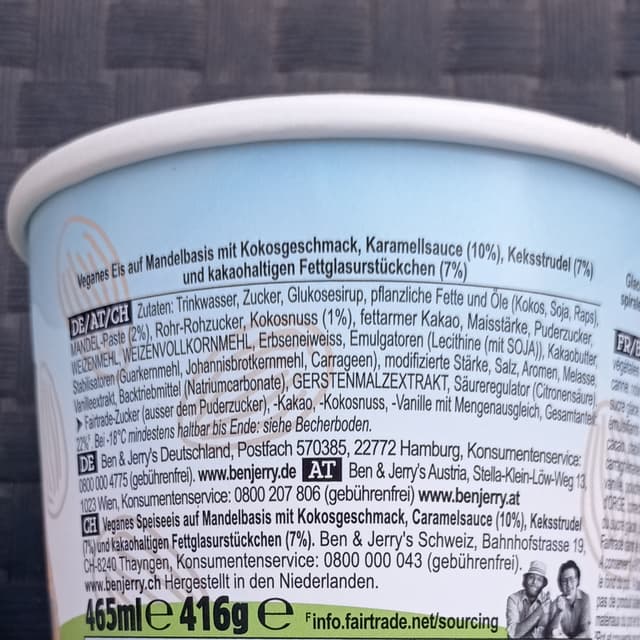 Veganes Eis auf Mandelbasis mit Kokosgeschmack, Karamellsauce (10%), Keksstrudel (7%)
und kakaohaltigen Fettglasurstückchen (7%)
DE/AT/CH Zutaten: Trinkwasser, Zucker, Glukosesirup, pflanzliche Fette und Öle (Kokos, Soja, Raps),
MANDEL-Paste (2%), Rohr-Rohzucker, Kokosnuss (1%), fettarmer Kakao, Maisstärke, Puderzucker,
WEIZENMEHL, WEIZENVOLLKORNMEHL, Erbseneiweiss, Emulgatoren (Lecithine (mit SOJA)), Kakaobutter,
Stabilisatoren (Guarkernmehl, Johannisbrotkernmehl, Carrageen), modifizierte Stärke, Salz, Aromen, Melasse,
Vanilleextrakt, Backtriebmittel (Natriumcarbonate), GERSTENMALZEXTRAKT, Säureregulator (Citronensäure).
Fairtrade-Zucker (ausser dem Puderzucker), -Kakao, -Kokosnuss, -Vanille mit Mengenausgleich, Gesamtanteil
22%. Bei -18°C mindestens haltbar bis Ende: siehe Becherboden.
DE Ben & Jerry's Deutschland, Postfach 570385, 22772 Hamburg, Konsumentenservice:
0800 000 4775 (gebührenfrei). www.benjerry.de AT Ben & Jerry's Austria, Stella-Klein-Löw-Weg 13,
1023 Wien, Konsumentenservice: 0800 207 806 (gebührenfrei) www.benjerry.at
CH Veganes Speiseeis auf Mandelbasis mit Kokosgeschmack, Caramelsauce (10%), Keksstrudel
(7%) und kakaohaltigen Fettglasurstückchen (7%). Ben & Jerry's Schweiz, Bahnhofstrasse 19,
CH-8240 Thayngen, Konsumentenservice: 0800 000 043 (gebührenfrei).
www.benjerry.ch Hergestellt in den Niederlanden.
465ml e 416g e Finfo.fairtrade.net/sourcing